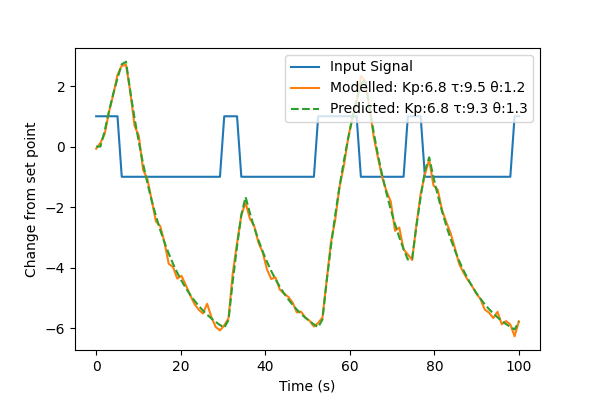 Input Signal
Modelled: Kp:6.8 τ:9.5 θ:1.2
Predicted: Kp:6.8 τ:9.3 θ:1.3
Change from set point
2
0
−2
−4
−6
0 20 40 60 80 100
Time (s)